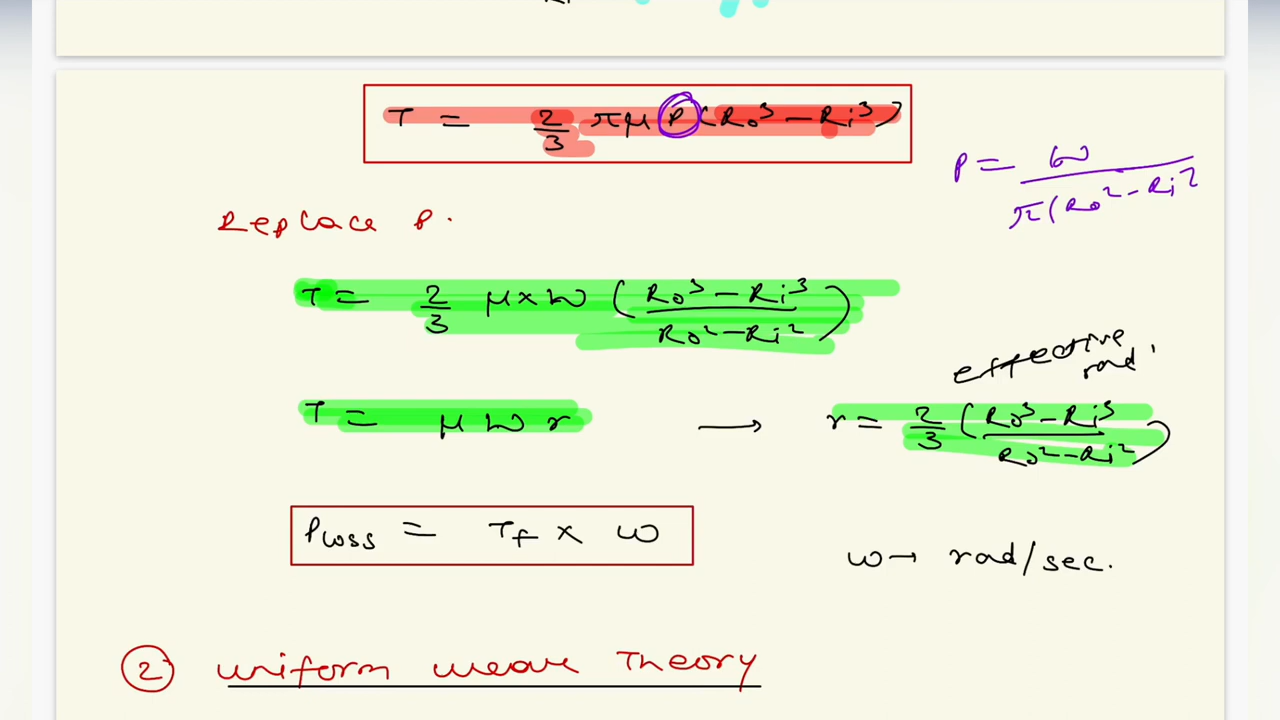 T = 2/3 πμ P (Ro³ – Ri³)
P = W / π(Ro² – Ri²
Replace P.
T = 2/3 μ × W (Ro³ – Ri³ / Ro² – Ri²)
effective rad'
T = μ W r → r = 2/3 (Ro³ – Ri³ / Ro² – Ri²)
Ploss = Tf × ω
ω → rad/sec.
② uniform wear Theory